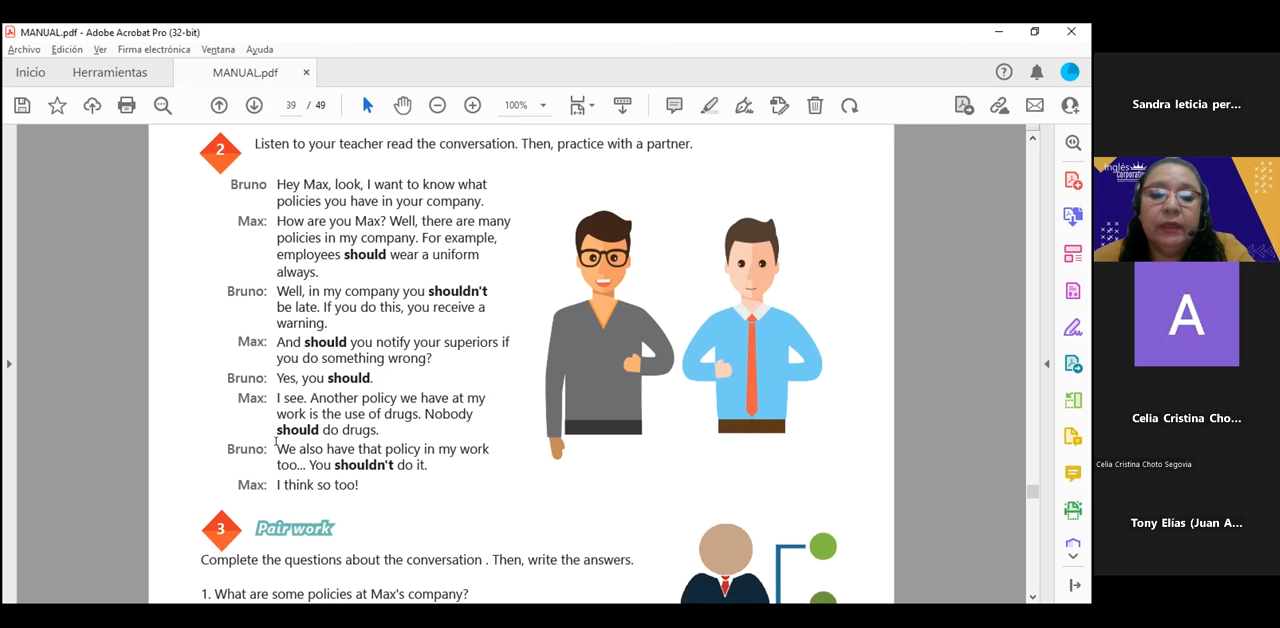 MANUAL.pdf - Adobe Acrobat Pro (32-bit)
Archivo Edición Ver Firma electrónica Ventana Ayuda
Inicio Herramientas MANUAL.pdf ×
39 / 49 100%
2 Listen to your teacher read the conversation. Then, practice with a partner.
Bruno Hey Max, look, I want to know what
policies you have in your company.
Max: How are you Max? Well, there are many
policies in my company. For example,
employees should wear a uniform
always.
Bruno: Well, in my company you shouldn't
be late. If you do this, you receive a
warning.
Max: And should you notify your superiors if
you do something wrong?
Bruno: Yes, you should.
Max: I see. Another policy we have at my
work is the use of drugs. Nobody
should do drugs.
Bruno: We also have that policy in my work
too... You shouldn't do it.
Max: I think so too!
3 Pair work
Complete the questions about the conversation . Then, write the answers.
1. What are some policies at Max's company?
Sandra leticia per...
Inglés
Corporativo
A
Celia Cristina Cho...
Celia Cristina Choto Segovia
Tony Elías (Juan A...